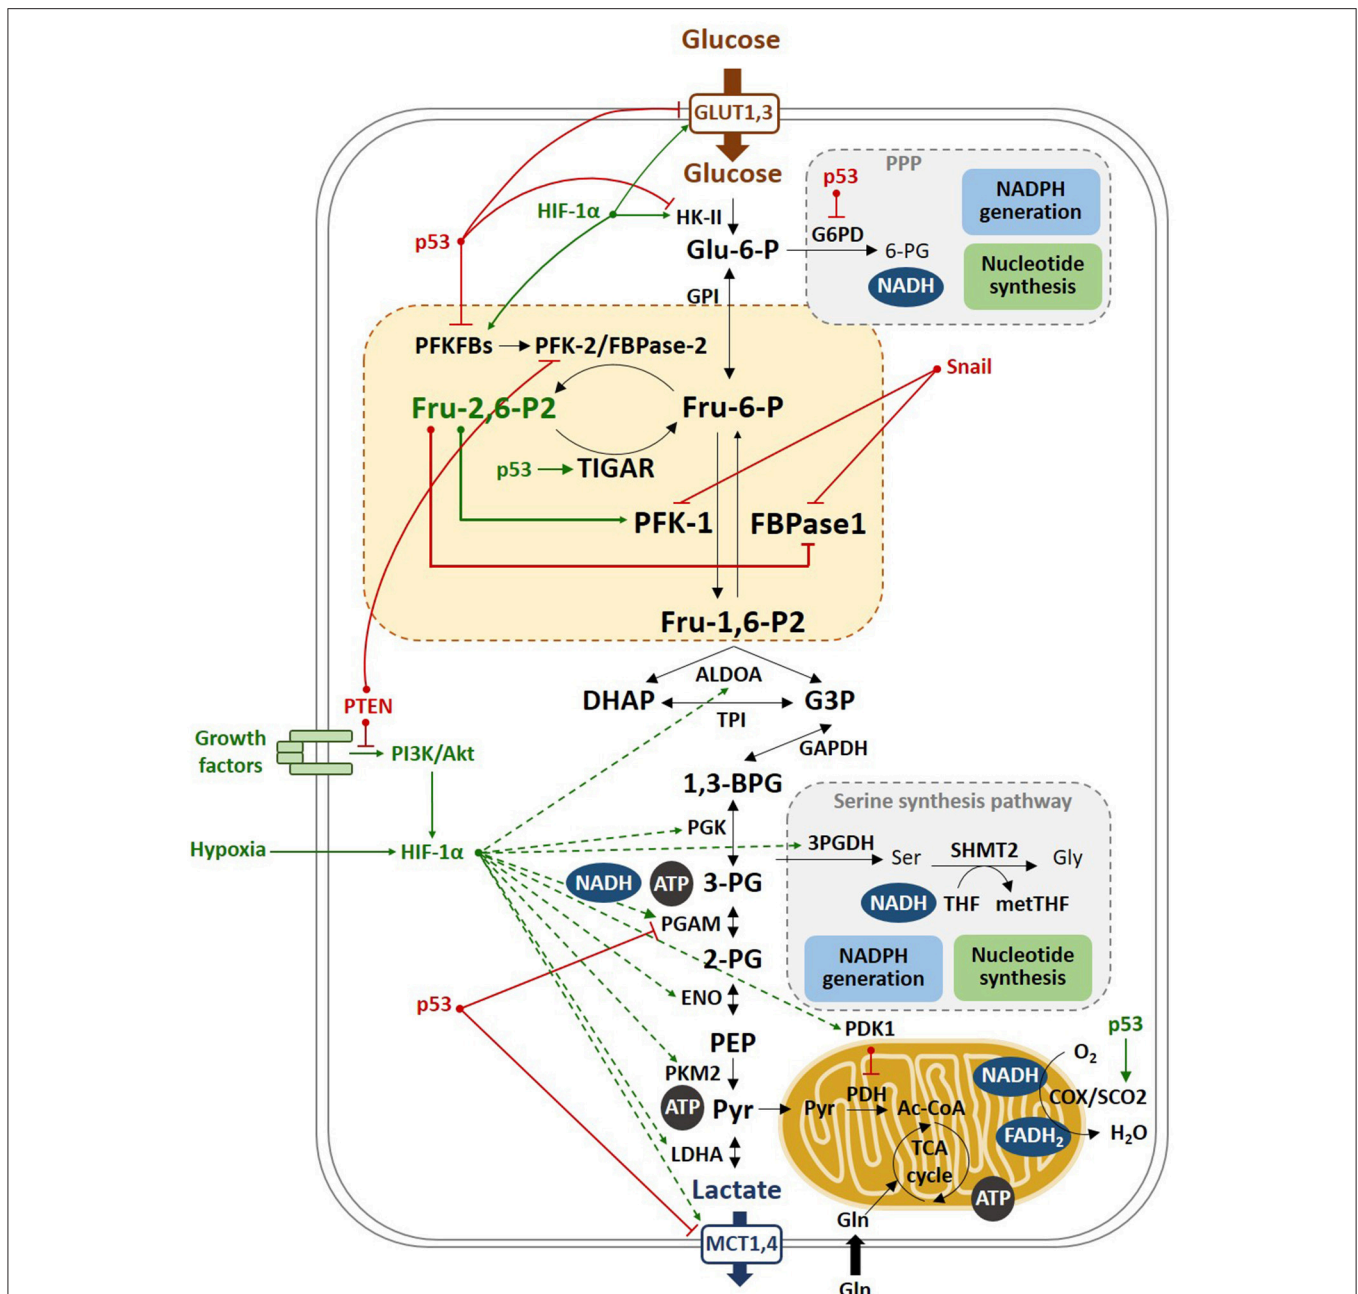 Glucose
GLUT1,3
Glucose
PPP
p53
NADPH
generation
HIF-1α
HK-II
p53
G6PD
Glu-6-P
6-PG
NADH
Nucleotide
synthesis
GPI
PFKFBs
PFK-2/FBPase-2
Snail
Fru-2,6-P2
Fru-6-P
p53
TIGAR
PFK-1
FBPase1
Fru-1,6-P2
ALDOA
DHAP
G3P
TPI
PTEN
Growth
factors
PI3K/Akt
GAPDH
1,3-BPG
Serine synthesis pathway
PGK
3PGDH
Ser
SHMT2
Gly
Hypoxia
HIF-1α
NADH
ATP
3-PG
NADH
THF
metTHF
PGAM
2-PG
NADPH
generation
Nucleotide
synthesis
ENO
p53
PDK1
p53
PEP
O2
NADH
PKM2
COX/SCO2
ATP
Pyr
Pyr
PDH
Ac-CoA
FADH2
H2O
LDHA
TCA
cycle
Lactate
ATP
Gln
MCT1,4
Gln